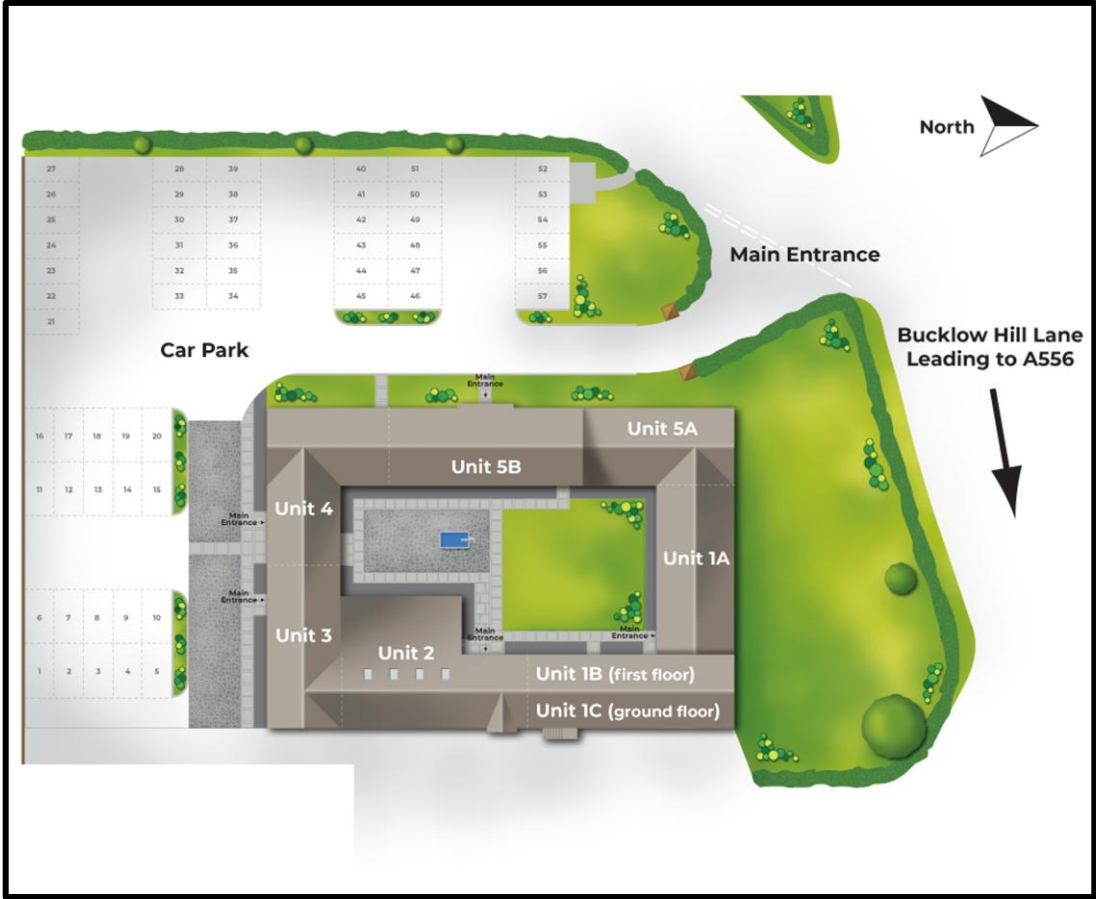 North
27 28 39 40 51 52
26 29 38 41 50 53
25 30 37 42 49 54
24 31 36 43 48 55
23 32 35 44 47 56
22 33 34 45 46 57
21
Main Entrance
Bucklow Hill Lane
Leading to A556
Car Park
Main
Entrance
Unit 5A
Unit 5B
16 17 18 19 20
11 12 13 14 15
Unit 4
Main
Entrance
Unit 1A
Main
Entrance
6 7 8 9 10
1 2 3 4 5
Unit 3
Unit 2
Main
Entrance
Main
Entrance
Unit 1B (first floor)
Unit 1C (ground floor)